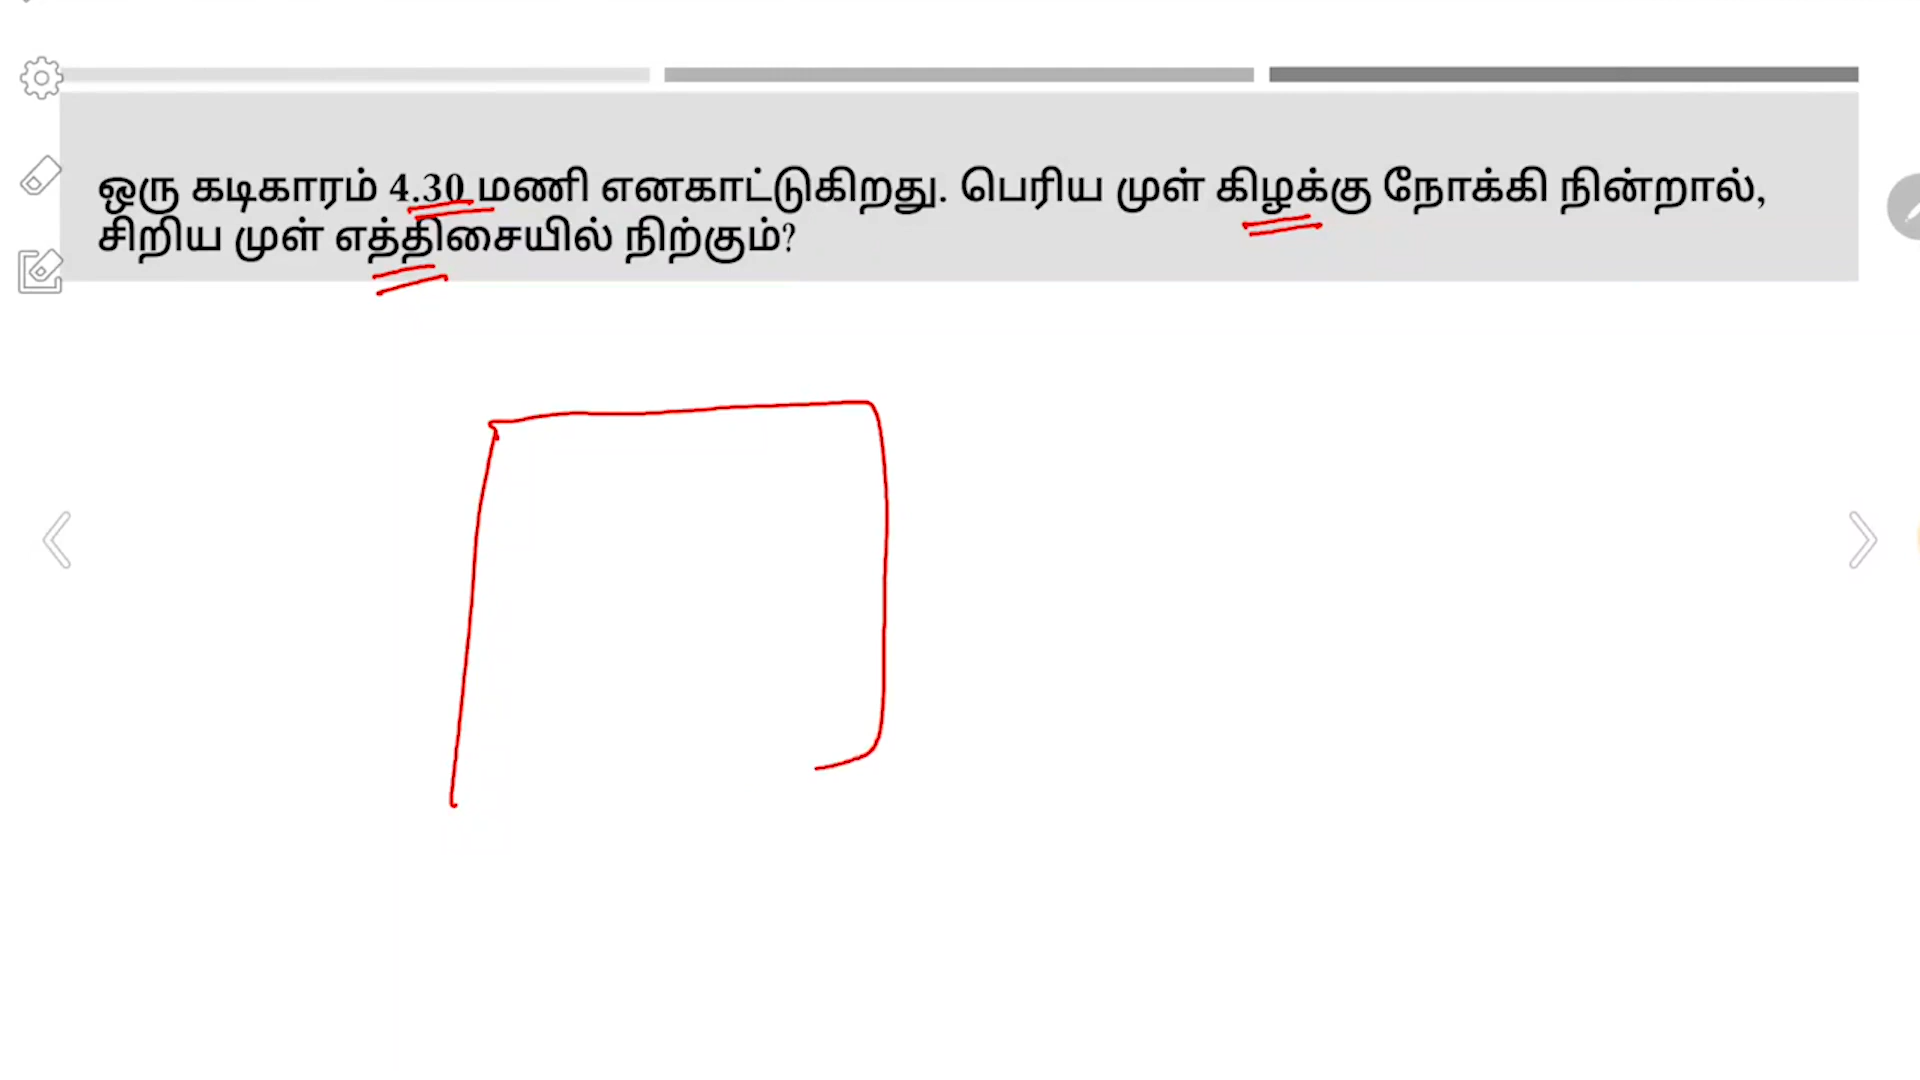 ஒரு கடிகாரம் 4.30 மணி எனகாட்டுகிறது. பெரிய முள் கிழக்கு நோக்கி நின்றால்,
சிறிய முள் எத்திசையில் நிற்கும்?